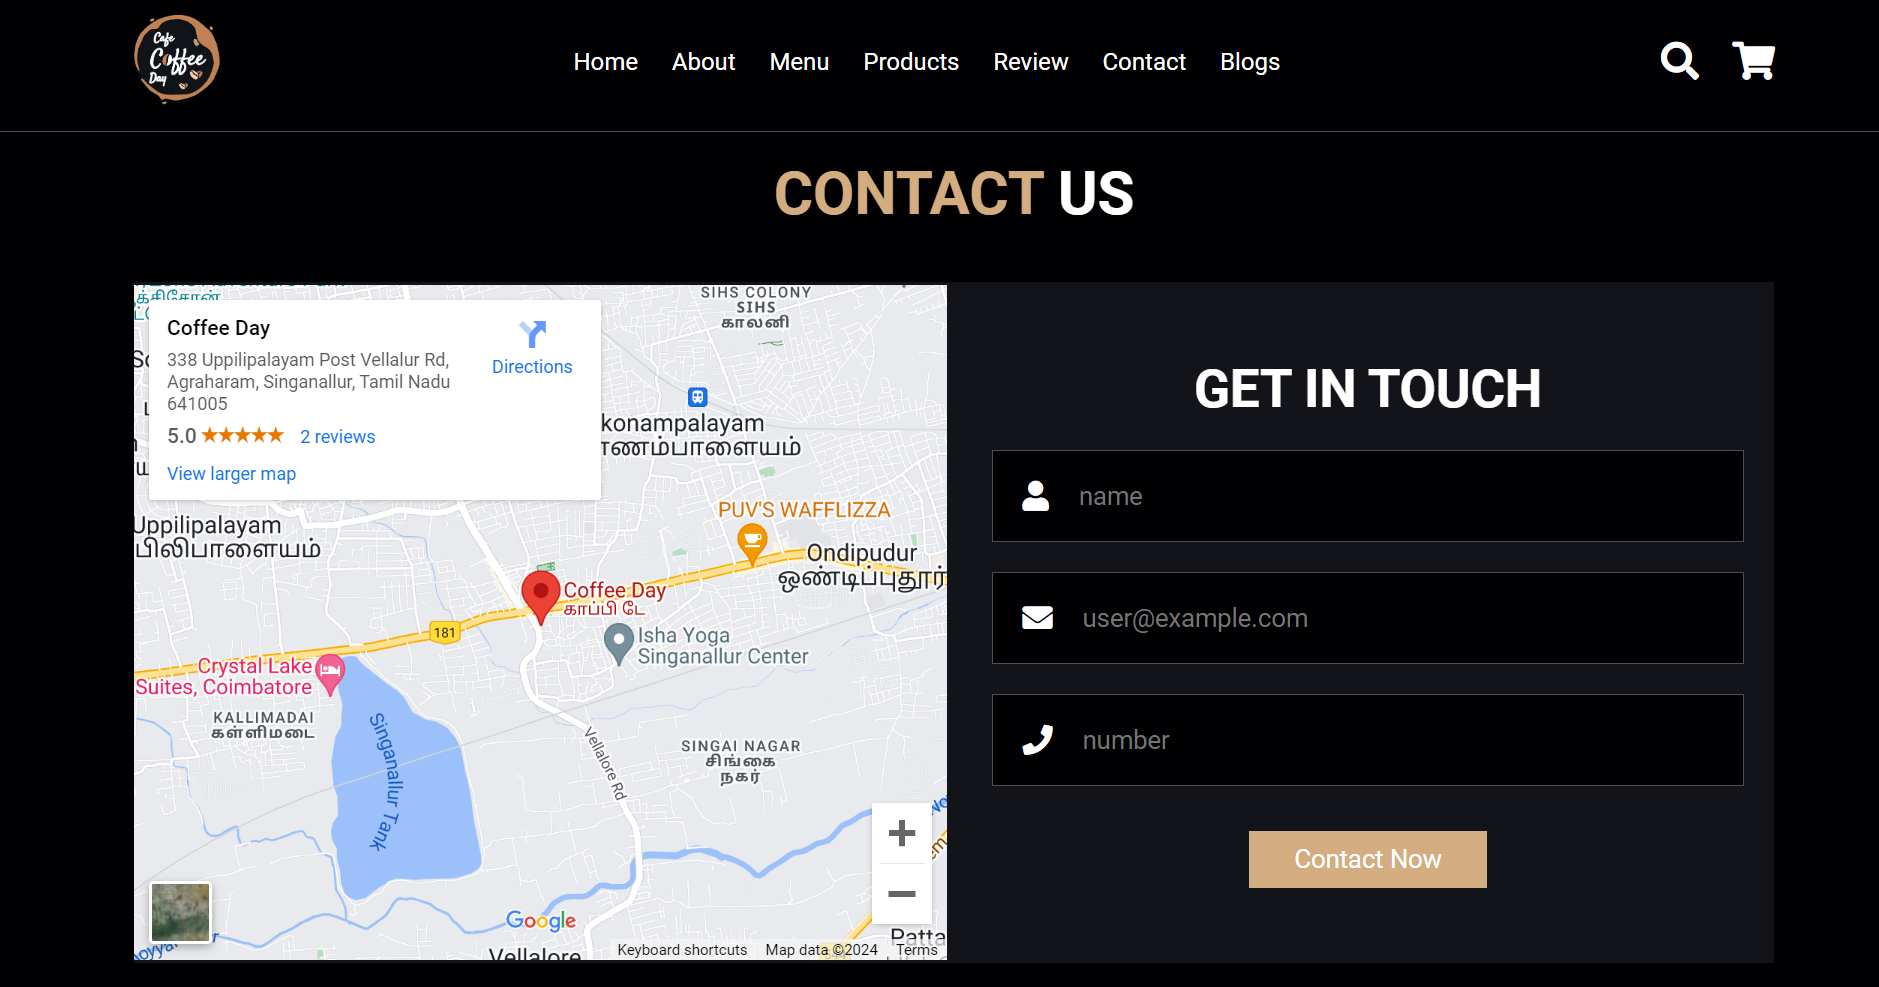 Cafe
Coffee
Day
Home About Menu Products Review Contact Blogs
CONTACT US
Coffee Day
338 Uppilipalayam Post Vellalur Rd,
Agraharam, Singanallur, Tamil Nadu
641005
5.0 2 reviews
View larger map
Directions
SIHS COLONY
SIHS
காலனி
konampalayam
ணம்பாளையம்
PUV'S WAFFLIZZA
Uppilipalayam
பிலிபாளையம்
Ondipudur
ஒண்டிப்புதூர்
Coffee Day
காப்பி டே
181
Isha Yoga
Singanallur Center
Crystal Lake
Suites, Coimbatore
KALLIMADAI
கள்ளிமடை
Singanallur Tank
Vellalore Rd
SINGAI NAGAR
சிங்கை
நகர்
Google
Vellalore
Patta
Keyboard shortcuts Map data ©2024 Terms
GET IN TOUCH
name
user@example.com
number
Contact Now